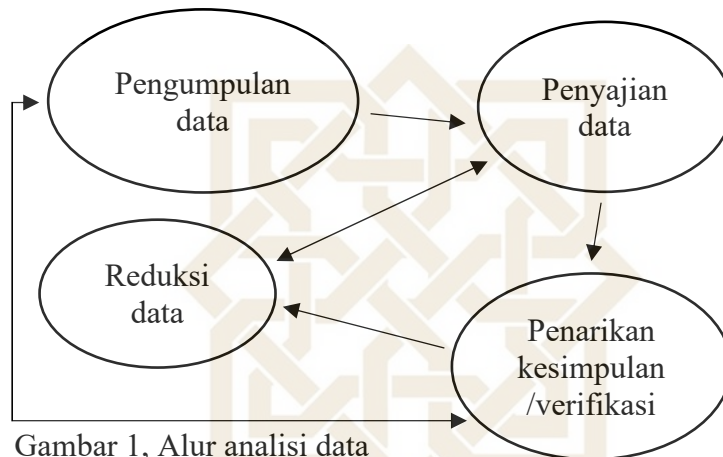 Pengumpulan
data
Penyajian
data
Reduksi
data
Penarikan
kesimpulan
/verifikasi
Gambar 1, Alur analisi data